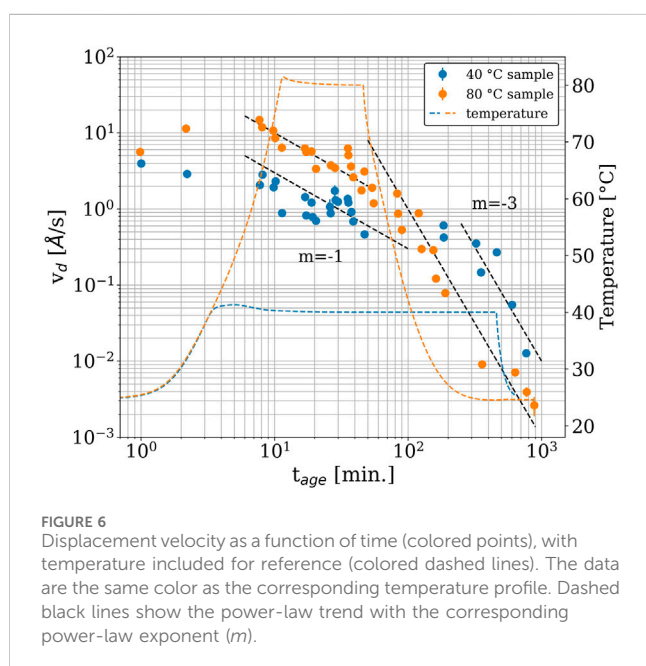 10²
10¹
10⁰
10⁻¹
10⁻²
10⁻³
v_d [Å/s]
40 °C sample
80 °C sample
temperature
m=-1
m=-3
80
70
60
50
40
30
20
Temperature [°C]
10⁰ 10¹ 10² 10³
t_age [min.]
FIGURE 6
Displacement velocity as a function of time (colored points), with
temperature included for reference (colored dashed lines). The data
are the same color as the corresponding temperature profile. Dashed
black lines show the power-law trend with the corresponding
power-law exponent (m).